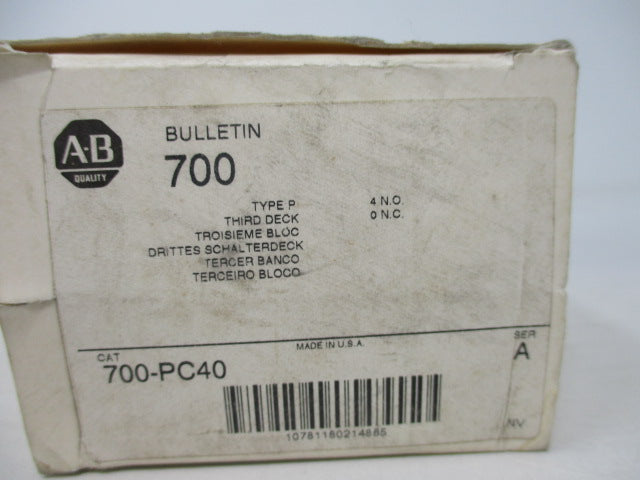 A-B
QUALITY
BULLETIN
700
TYPE P 4 N.O.
THIRD DECK 0 N.C.
TROISIEME BLOC
DRITTES SCHALTERDECK
TERCER BANCO
TERCEIRO BLOCO
MADE IN U.S.A.
CAT SER
700-PC40 A
10781180214885
NV